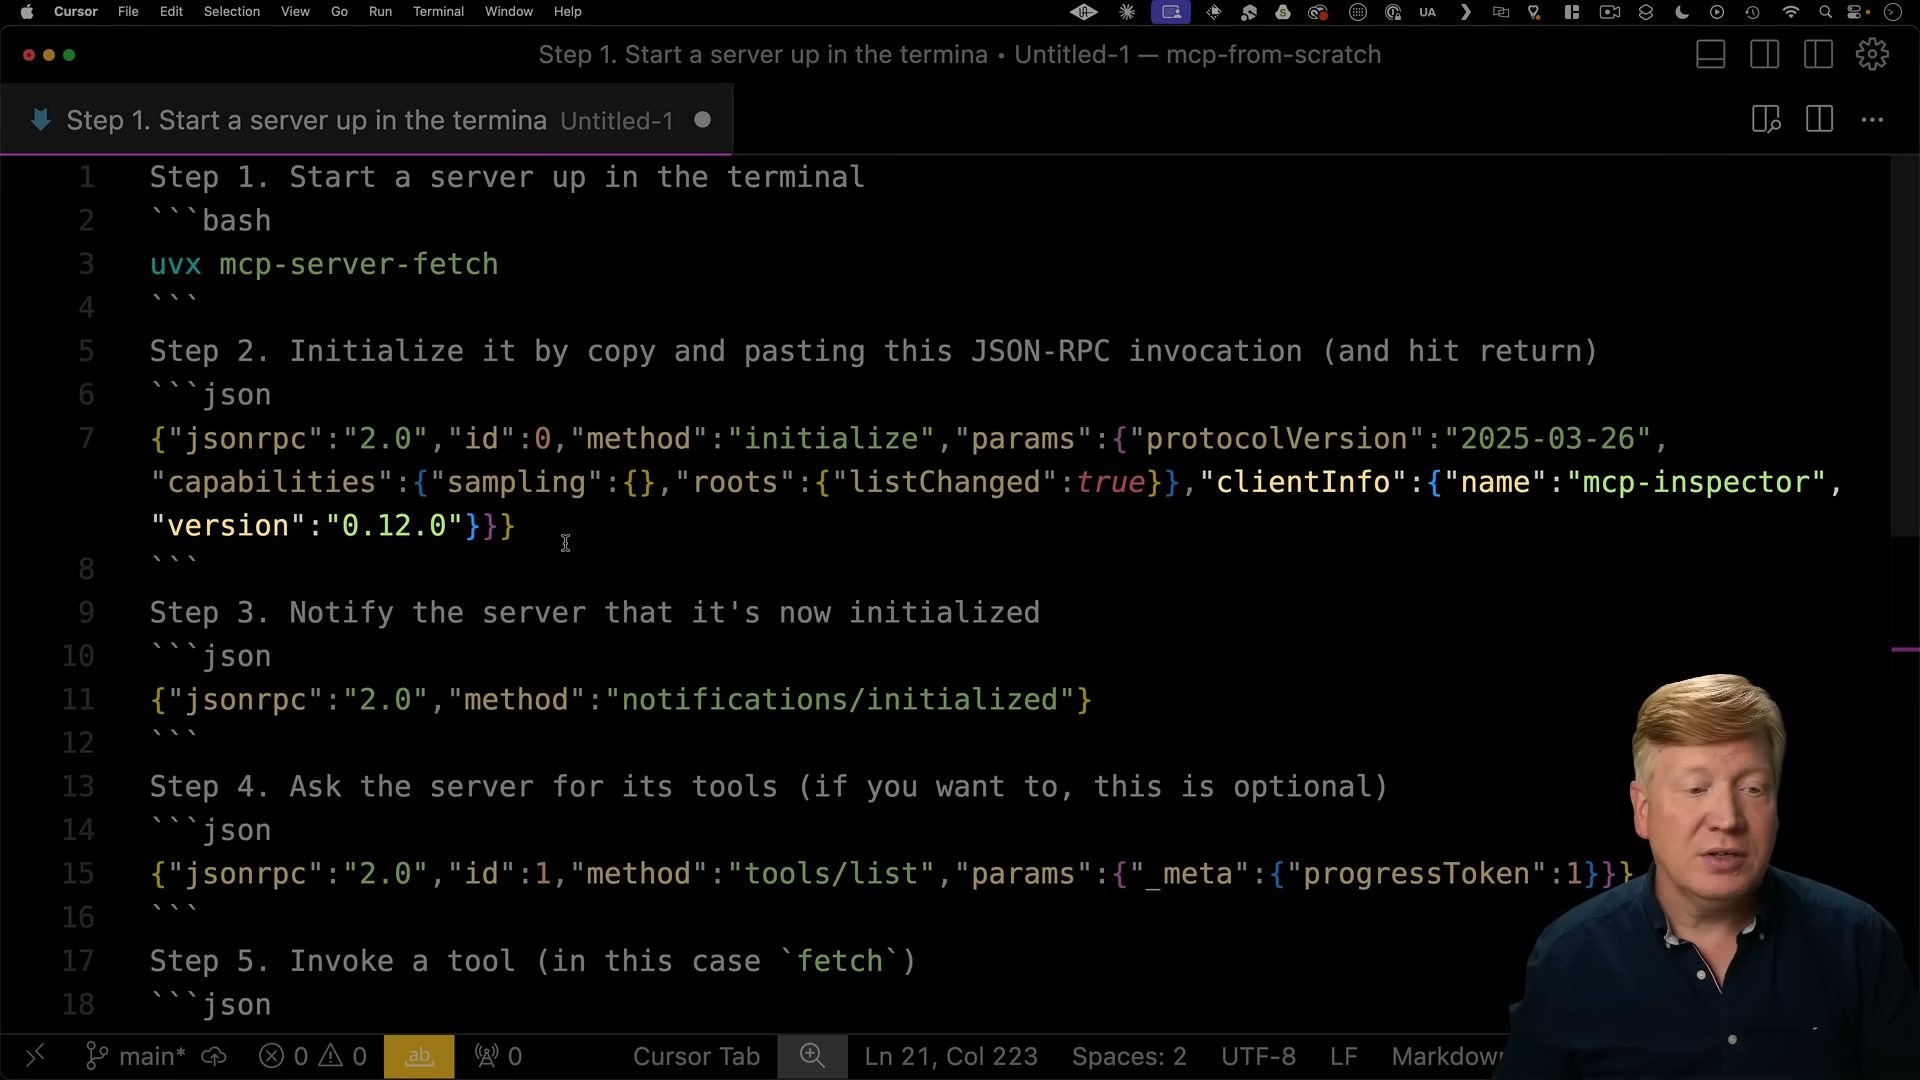 Cursor File Edit Selection View Go Run Terminal Window Help UA
Step 1. Start a server up in the termina • Untitled-1 — mcp-from-scratch
Step 1. Start a server up in the termina Untitled-1
1 Step 1. Start a server up in the terminal
2 ```bash
3 uvx mcp-server-fetch
4 ```
5 Step 2. Initialize it by copy and pasting this JSON-RPC invocation (and hit return)
6 ```json
7 {"jsonrpc":"2.0","id":0,"method":"initialize","params":{"protocolVersion":"2025-03-26",
"capabilities":{"sampling":{},"roots":{"listChanged":true}},"clientInfo":{"name":"mcp-inspector",
"version":"0.12.0"}}}
8 ```
9 Step 3. Notify the server that it's now initialized
10 ```json
11 {"jsonrpc":"2.0","method":"notifications/initialized"}
12 ```
13 Step 4. Ask the server for its tools (if you want to, this is optional)
14 ```json
15 {"jsonrpc":"2.0","id":1,"method":"tools/list","params":{"_meta":{"progressToken":1}}}
16 ```
17 Step 5. Invoke a tool (in this case `fetch`)
18 ```json
main* 0 0 ab 0 Cursor Tab Ln 21, Col 223 Spaces: 2 UTF-8 LF Markdow